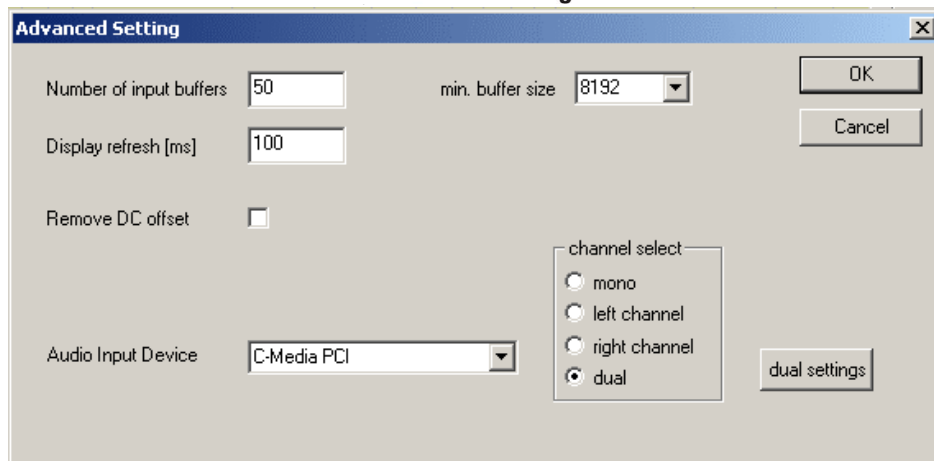 Advanced Setting
Number of input buffers 50 min. buffer size 8192 OK
Display refresh [ms] 100 Cancel
Remove DC offset
channel select
mono
left channel
right channel
dual
Audio Input Device C-Media PCI
dual settings